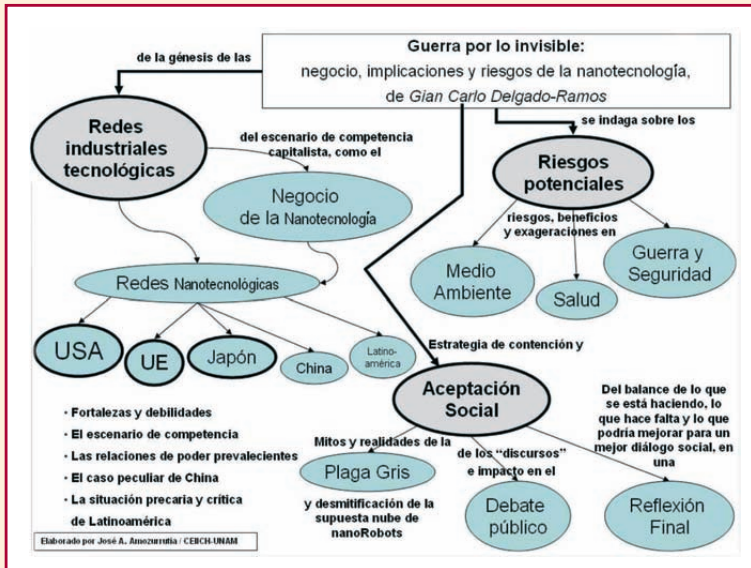 Guerra por lo invisible:
negocio, implicaciones y riesgos de la nanotecnología,
de Gian Carlo Delgado-Ramos
de la génesis de las
Redes
industriales
tecnológicas
del escenario de competencia
capitalista, como el
Negocio
de la Nanotecnología
Redes Nanotecnológicas
USA
UE
Japón
China
Latino-
américa
se indaga sobre los
Riesgos
potenciales
riesgos, beneficios
y exageraciones en
Medio
Ambiente
Salud
Guerra y
Seguridad
Estrategia de contención y
Aceptación
Social
Mitos y realidades de la
Plaga Gris
y desmitificación de la
supuesta nube de
nanoRobots
de los “discursos”
e impacto en el
Debate
público
Del balance de lo que
se está haciendo, lo
que hace falta y lo que
podría mejorar para un
mejor diálogo social, en
una
Reflexión
Final
• Fortalezas y debilidades
• El escenario de competencia
• Las relaciones de poder prevalecientes
• El caso peculiar de China
• La situación precaria y crítica
de Latinoamérica
Elaborado por José A. Amozurrutia / CEIICH-UNAM